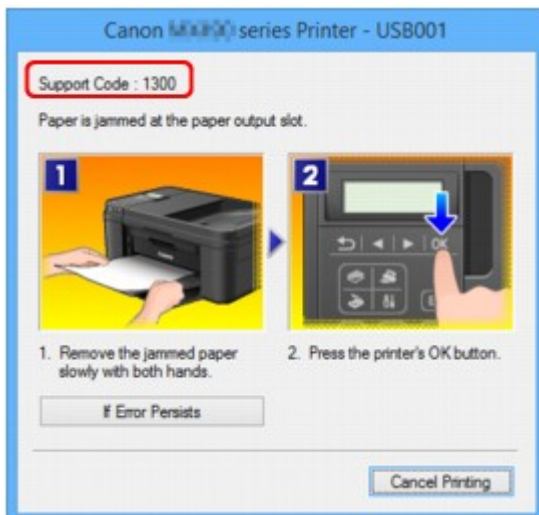 Canon series Printer - USB001
Support Code : 1300
Paper is jammed at the paper output slot.
1
2
OK
1. Remove the jammed paper
slowly with both hands.
2. Press the printer's OK button.
If Error Persists
Cancel Printing